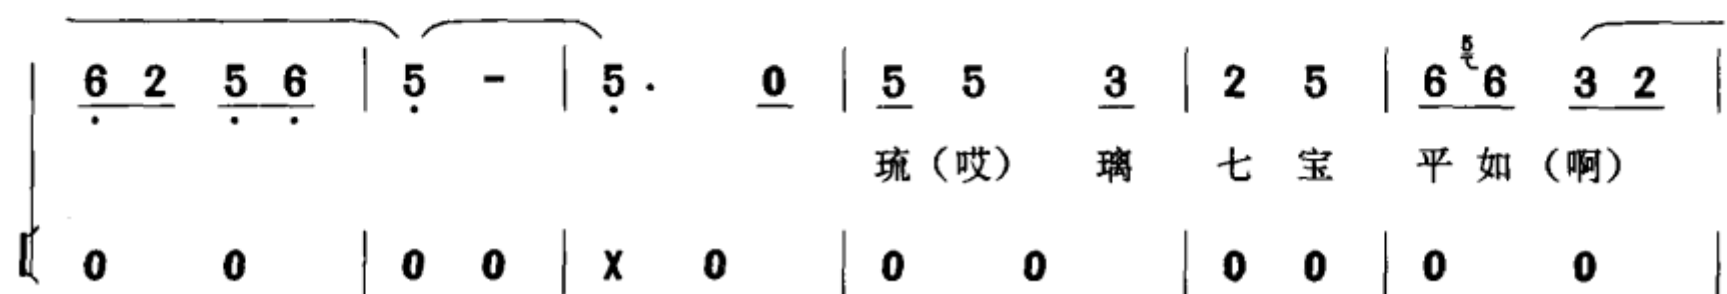 6 2 5 6 | 5 - | 5 . 0 | 5 5 3 | 2 5 | 6 5 6 3 2 |
琉（哎） 璃 七 宝 平 如（啊）
0 0 | 0 0 | X 0 | 0 0 | 0 0 | 0 0 |